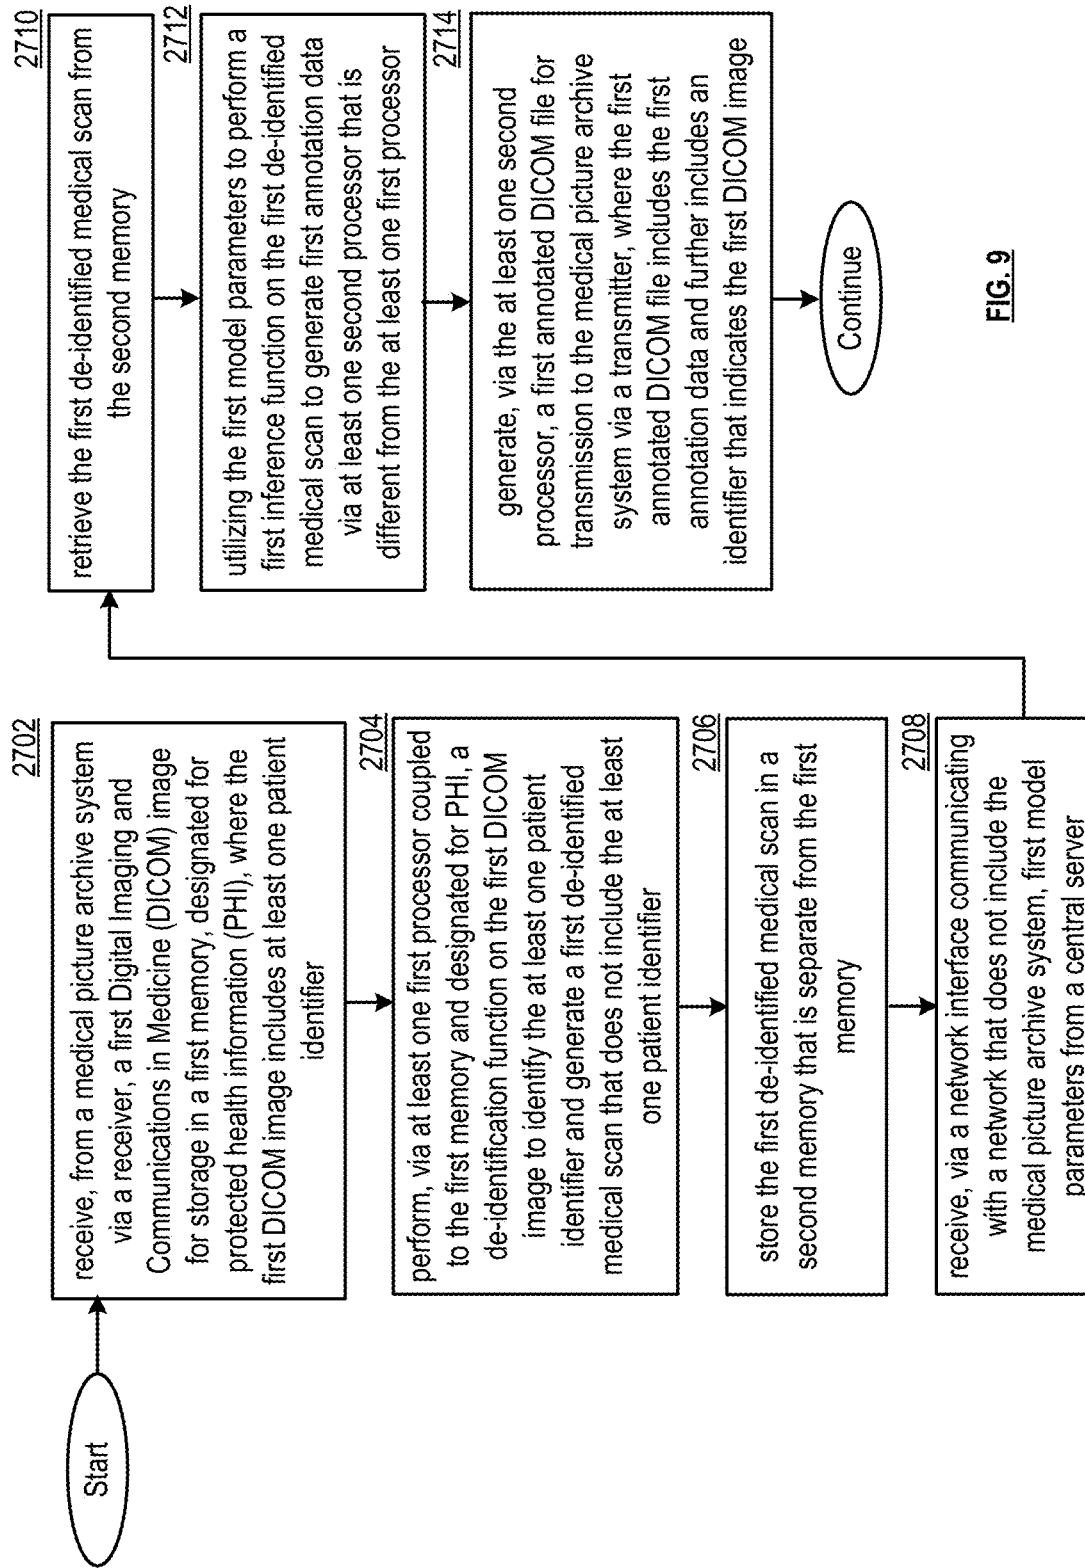 Start
2702
receive, from a medical picture archive system
via a receiver, a first Digital Imaging and
Communications in Medicine (DICOM) image
for storage in a first memory, designated for
protected health information (PHI), where the
first DICOM image includes at least one patient
identifier
2704
perform, via at least one first processor coupled
to the first memory and designated for PHI, a
de-identification function on the first DICOM
image to identify the at least one patient
identifier and generate a first de-identified
medical scan that does not include the at least
one patient identifier
2706
store the first de-identified medical scan in a
second memory that is separate from the first
memory
2708
receive, via a network interface communicating
with a network that does not include the
medical picture archive system, first model
parameters from a central server
2710
retrieve the first de-identified medical scan from
the second memory
2712
utilizing the first model parameters to perform a
first inference function on the first de-identified
medical scan to generate first annotation data
via at least one second processor that is
different from the at least one first processor
2714
generate, via the at least one second
processor, a first annotated DICOM file for
transmission to the medical picture archive
system via a transmitter, where the first
annotated DICOM file includes the first
annotation data and further includes an
identifier that indicates the first DICOM image
Continue
FIG. 9